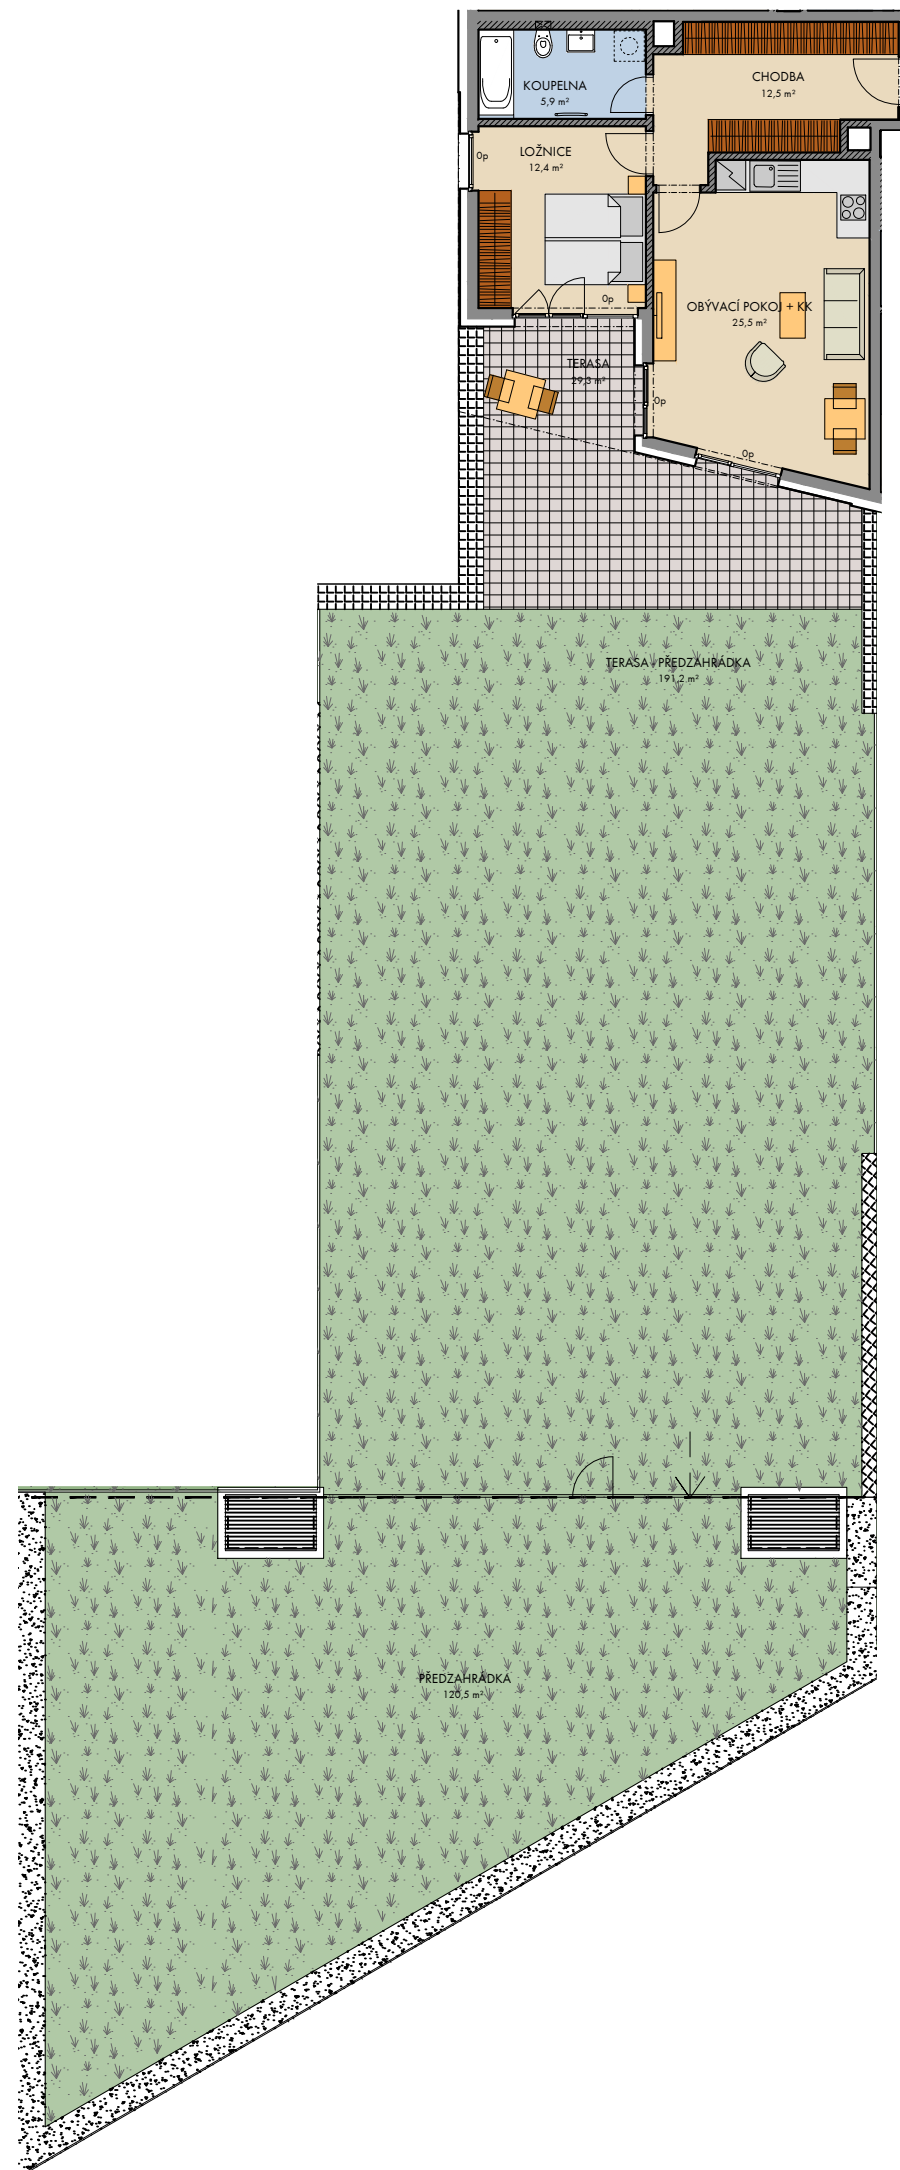 KOUPELNA
5,9 m²
CHODBA
12,5 m²
LOŽNICE
12,4 m²
0p
0p
OBÝVACÍ POKOJ + KK
25,5 m²
TERASA
29,3 m²
0p
0p
TERASA - PŘEDZAHRÁDKA
191,2 m²
PŘEDZAHRÁDKA
120,5 m²